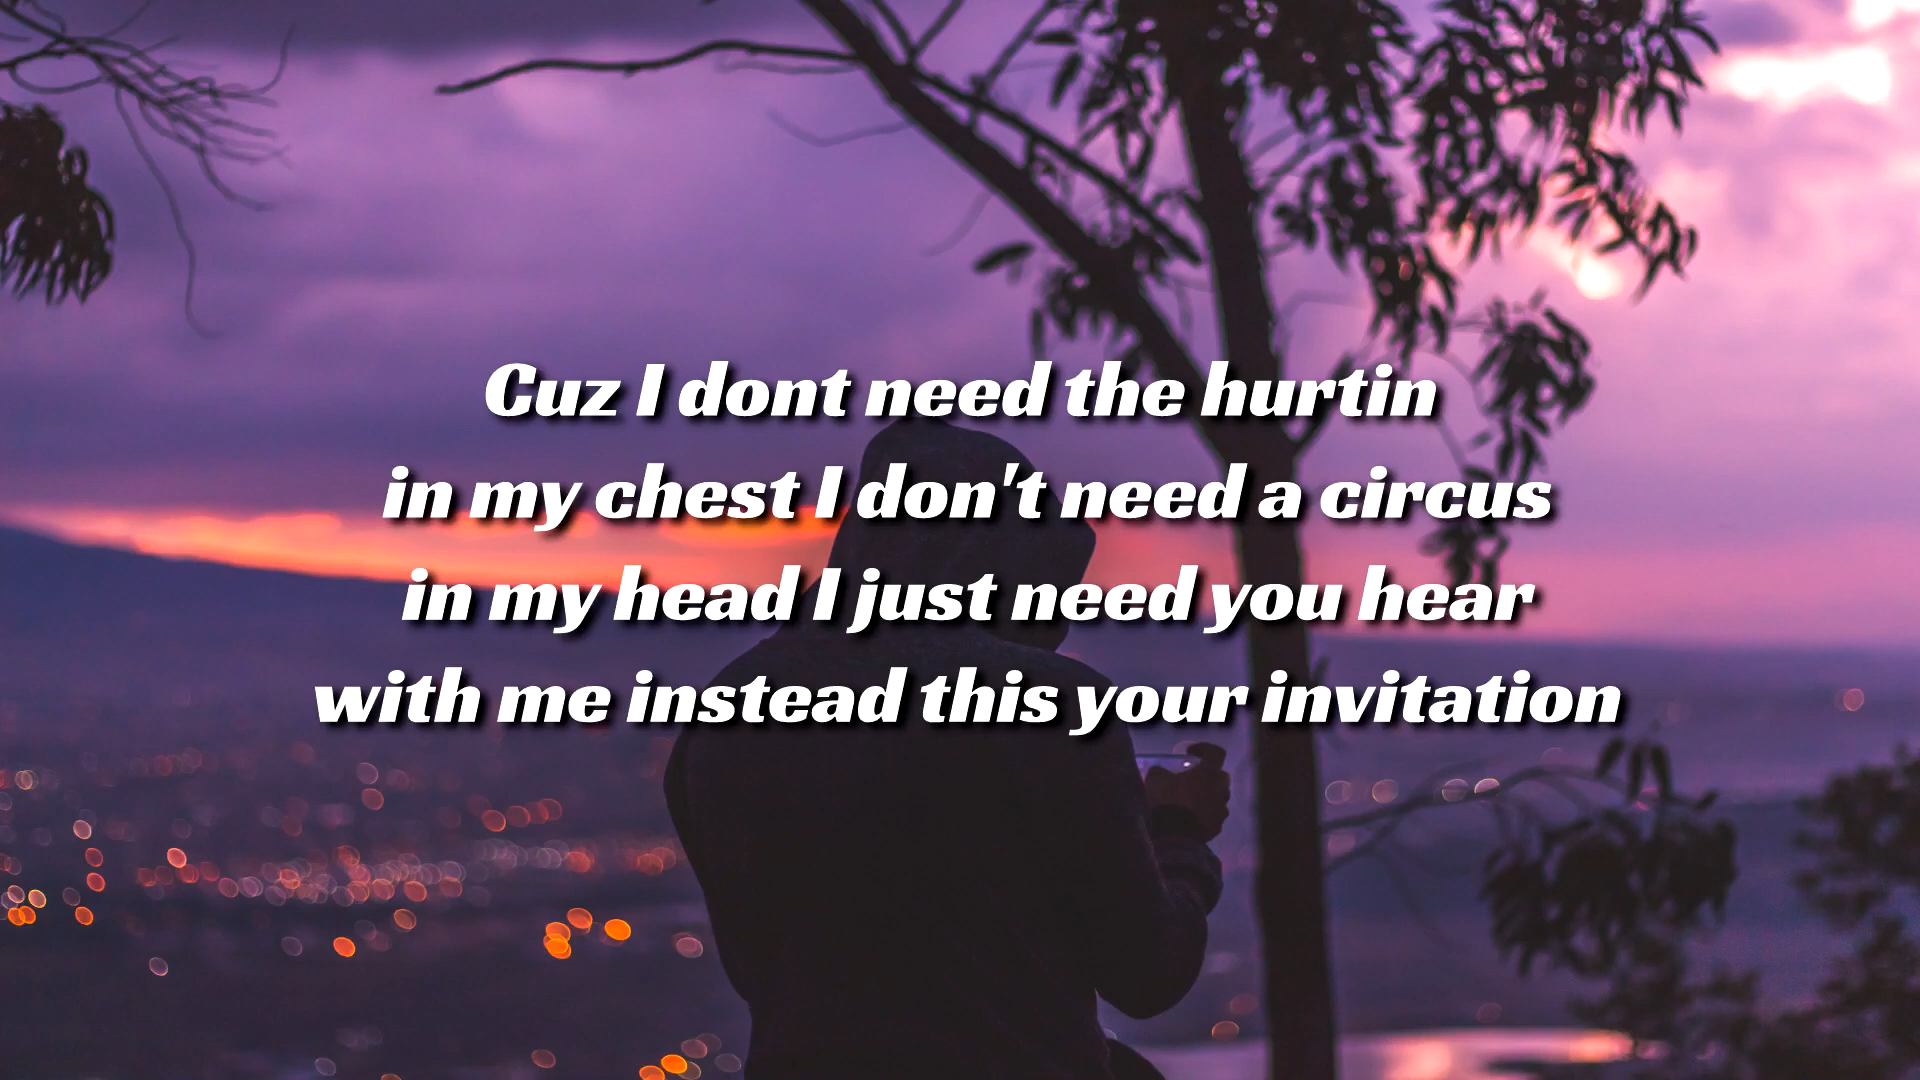 Cuz I dont need the hurtin
in my chest I don't need a circus
in my head I just need you hear
with me instead this your invitation